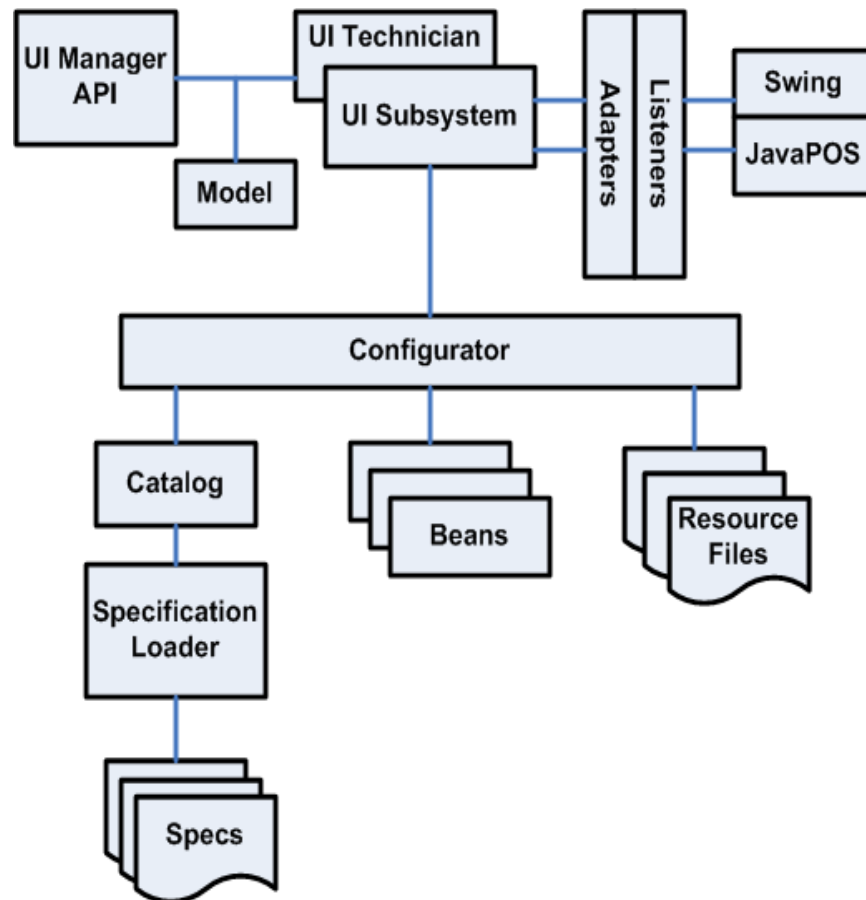 UI Manager
API
UI Technician
UI Subsystem
Model
Adapters
Listeners
Swing
JavaPOS
Configurator
Catalog
Beans
Resource
Files
Specification
Loader
Specs